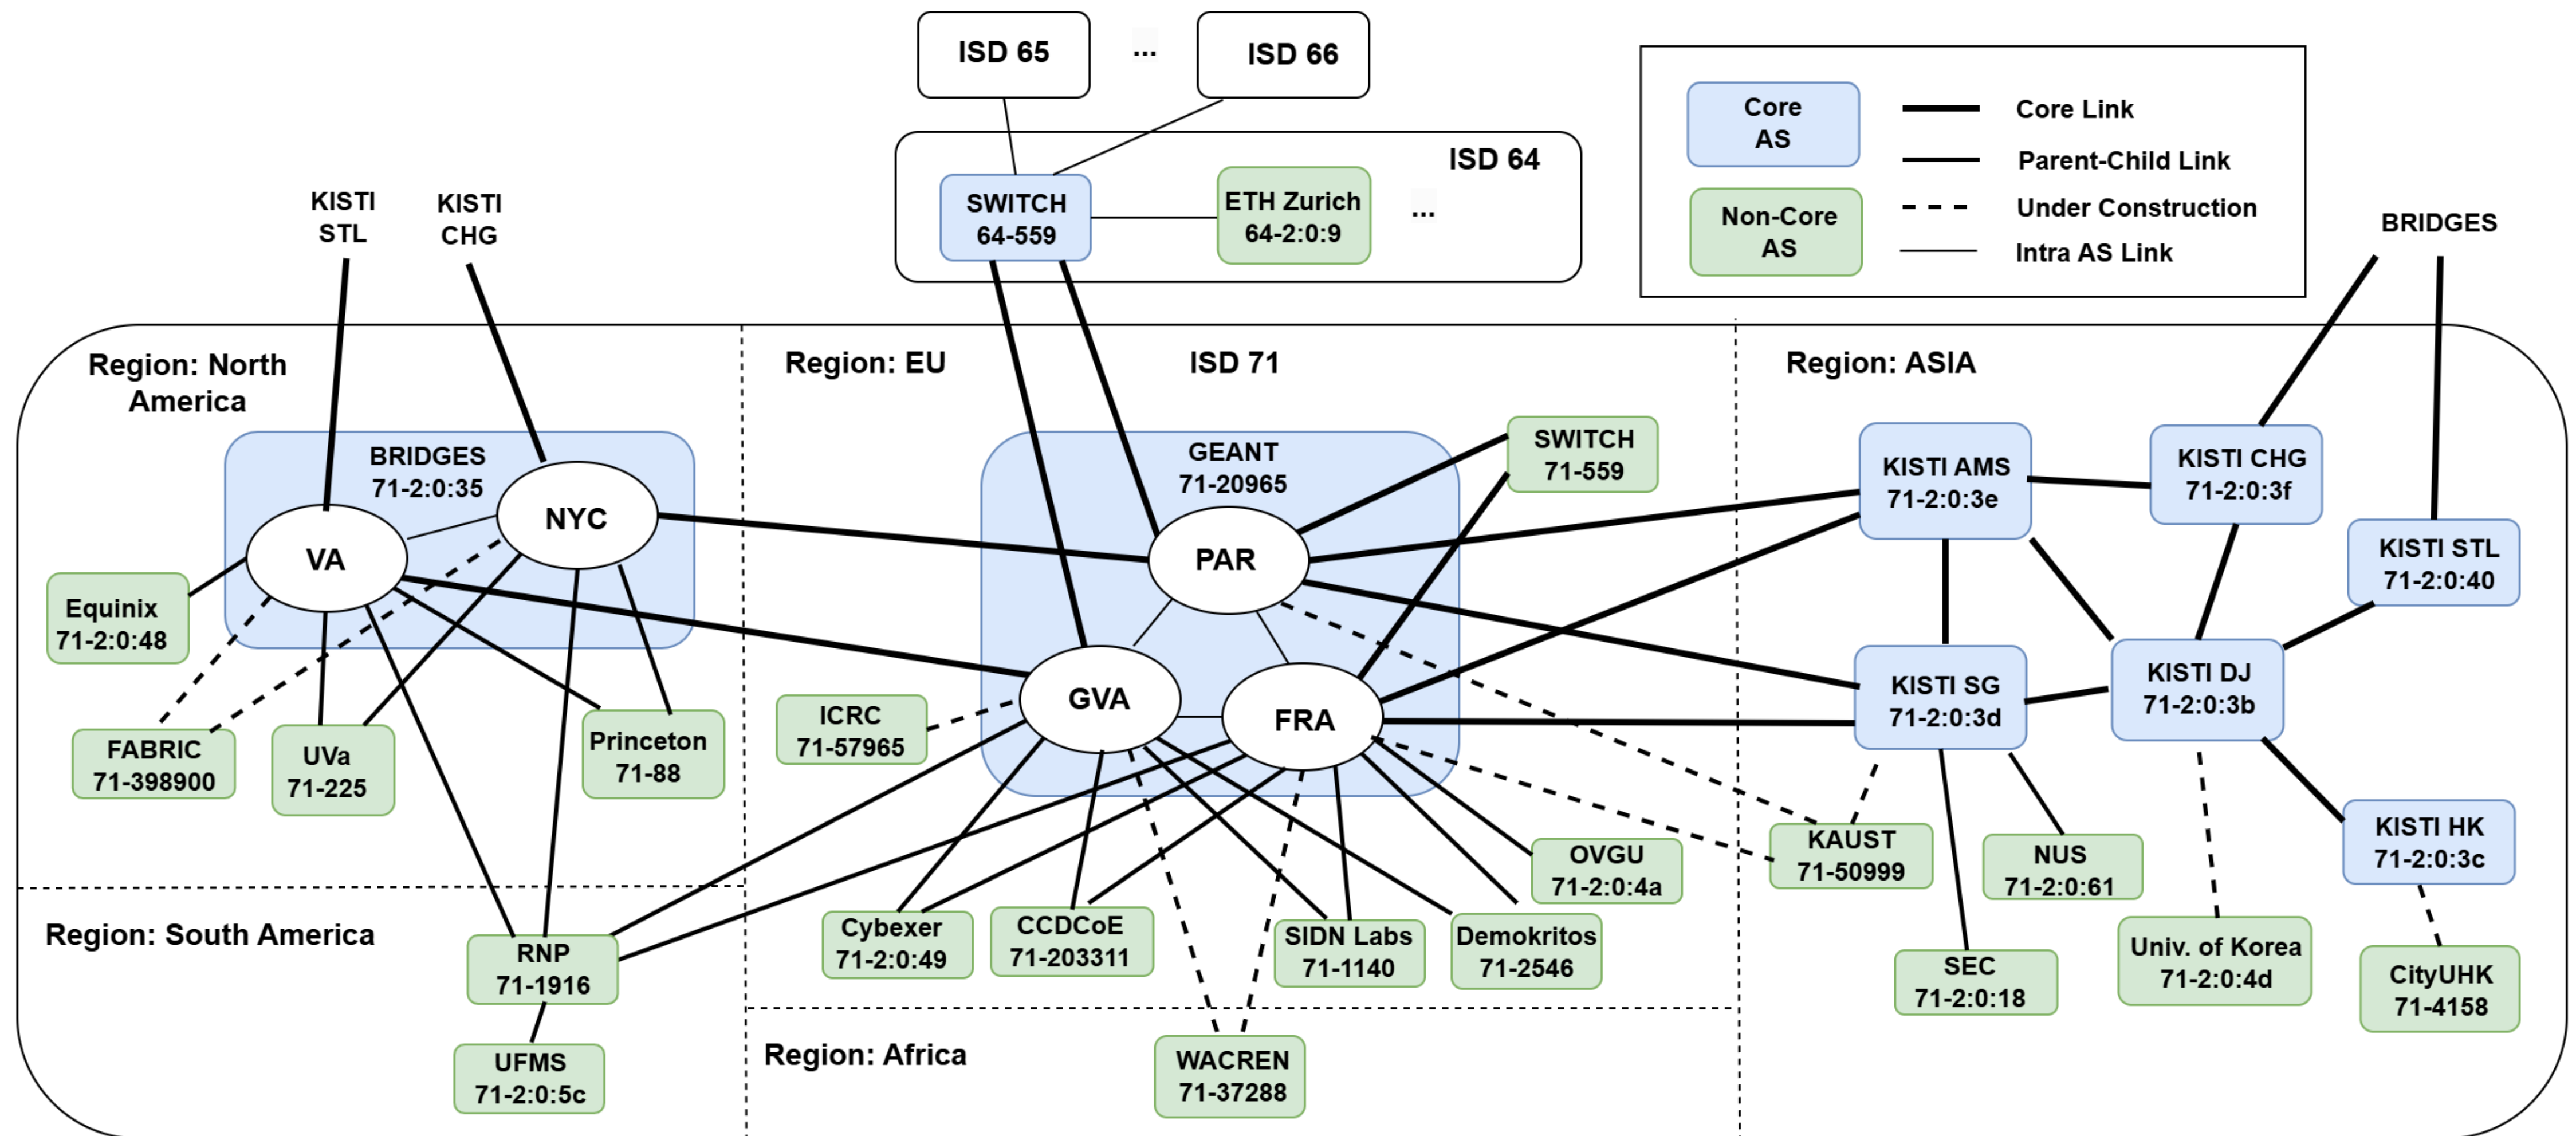 ISD 65
...
ISD 66
ISD 64
SWITCH
64-559
ETH Zurich
64-2:0:9
...
Core
AS
Non-Core
AS
Core Link
Parent-Child Link
Under Construction
Intra AS Link
KISTI
STL
KISTI
CHG
BRIDGES
Region: North
America
BRIDGES
71-2:0:35
VA
NYC
Equinix
71-2:0:48
FABRIC
71-398900
UVa
71-225
Princeton
71-88
Region: South America
RNP
71-1916
UFMS
71-2:0:5c
Region: EU
ISD 71
GEANT
71-20965
PAR
GVA
FRA
SWITCH
71-559
ICRC
71-57965
Cybexer
71-2:0:49
CCDCoE
71-203311
SIDN Labs
71-1140
Demokritos
71-2546
OVGU
71-2:0:4a
Region: Africa
WACREN
71-37288
Region: ASIA
KISTI AMS
71-2:0:3e
KISTI CHG
71-2:0:3f
KISTI STL
71-2:0:40
KISTI SG
71-2:0:3d
KISTI DJ
71-2:0:3b
KISTI HK
71-2:0:3c
KAUST
71-50999
NUS
71-2:0:61
SEC
71-2:0:18
Univ. of Korea
71-2:0:4d
CityUHK
71-4158